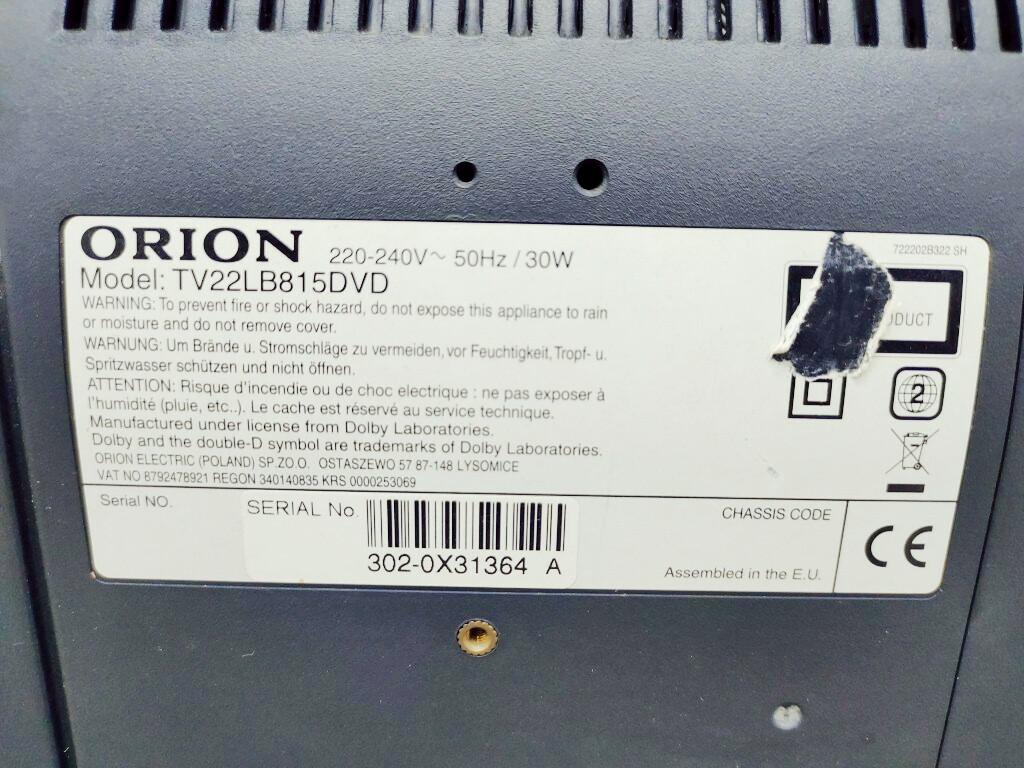 ORION 220-240V~ 50Hz / 30W
722202B322 SH
Model: TV22LB815DVD
WARNING: To prevent fire or shock hazard, do not expose this appliance to rain
or moisture and do not remove cover.
WARNUNG: Um Brände u. Stromschläge zu vermeiden, vor Feuchtigkeit, Tropf- u.
Spritzwasser schützen und nicht öffnen.
ATTENTION: Risque d'incendie ou de choc electrique : ne pas exposer à
l'humidité (pluie, etc..). Le cache est réservé au service technique.
Manufactured under license from Dolby Laboratories.
Dolby and the double-D symbol are trademarks of Dolby Laboratories.
ORION ELECTRIC (POLAND) SP.ZO.O. OSTASZEWO 57 87-148 LYSOMICE
VAT NO 8792478921 REGON 340140835 KRS 0000253069
2
Serial NO.
SERIAL No.
302-0X31364 A
CHASSIS CODE
Assembled in the E.U.
CE